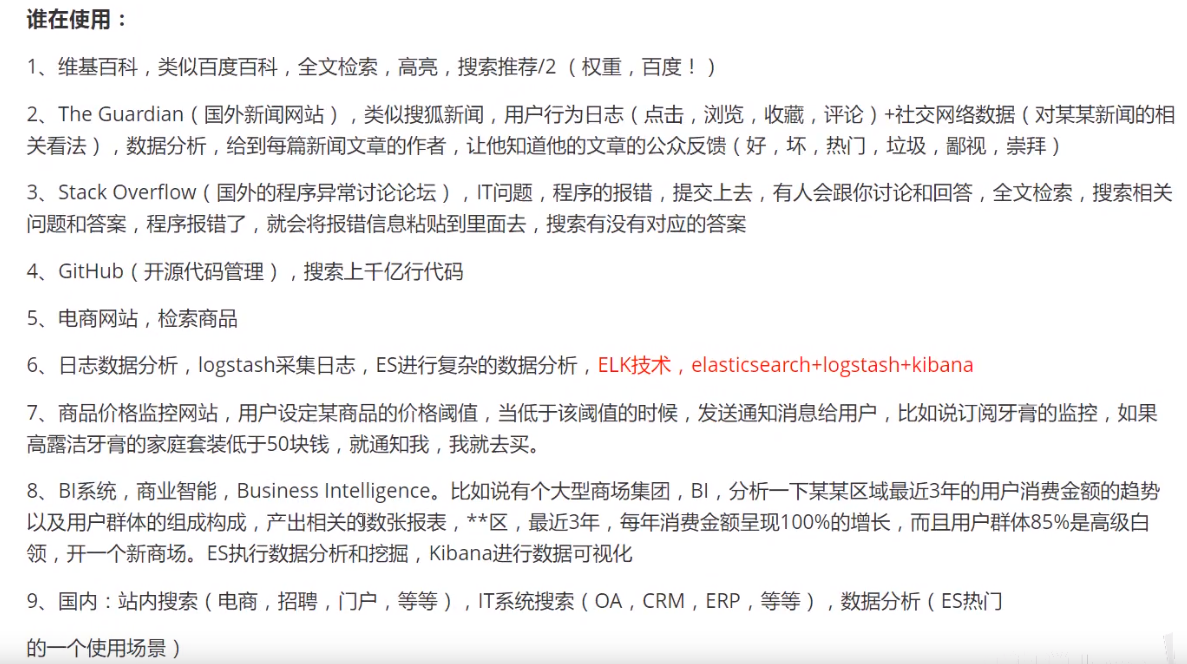 谁在使用：
1、维基百科，类似百度百科，全文检索，高亮，搜索推荐/2 （权重，百度！）
2、The Guardian（国外新闻网站），类似搜狐新闻，用户行为日志（点击，浏览，收藏，评论）+社交网络数据（对某某新闻的相
关看法），数据分析，给到每篇新闻文章的作者，让他知道他的文章的公众反馈（好，坏，热门，垃圾，鄙视，崇拜）
3、Stack Overflow（国外的程序异常讨论论坛），IT问题，程序的报错，提交上去，有人会跟你讨论和回答，全文检索，搜索相关
问题和答案，程序报错了，就会将报错信息粘贴到里面去，搜索有没有对应的答案
4、GitHub（开源代码管理），搜索上千亿行代码
5、电商网站，检索商品
6、日志数据分析，logstash采集日志，ES进行复杂的数据分析，ELK技术，elasticsearch+logstash+kibana
7、商品价格监控网站，用户设定某商品的价格阈值，当低于该阈值的时候，发送通知消息给用户，比如说订阅牙膏的监控，如果
高露洁牙膏的家庭套装低于50块钱，就通知我，我就去买。
8、BI系统，商业智能，Business Intelligence。比如说有个大型商场集团，BI，分析一下某某区域最近3年的用户消费金额的趋势
以及用户群体的组成构成，产出相关的数张报表，**区，最近3年，每年消费金额呈现100%的增长，而且用户群体85%是高级白
领，开一个新商场。ES执行数据分析和挖掘，Kibana进行数据可视化
9、国内：站内搜索（电商，招聘，门户，等等），IT系统搜索（OA，CRM，ERP，等等），数据分析（ES热门
的一个使用场景）